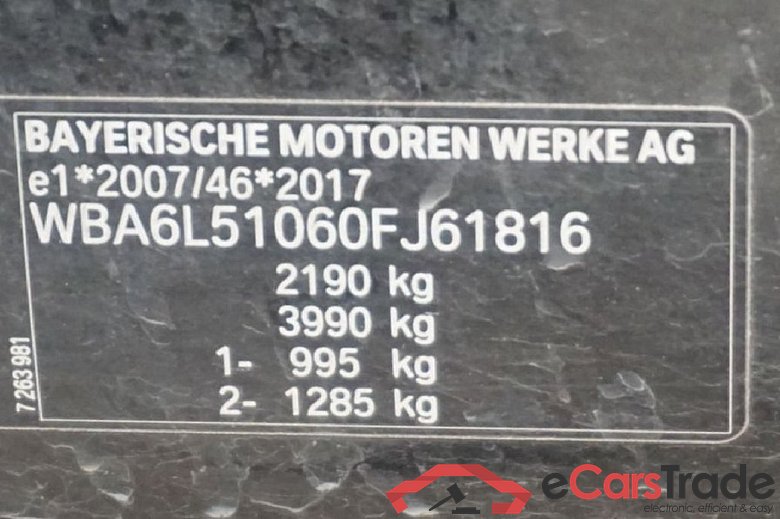 BAYERISCHE MOTOREN WERKE AG
e1*2007/46*2017
WBA6L51060FJ61816
2190 kg
3990 kg
1- 995 kg
2- 1285 kg
7 263 981
eCarsTrade
electronic, efficient & easy